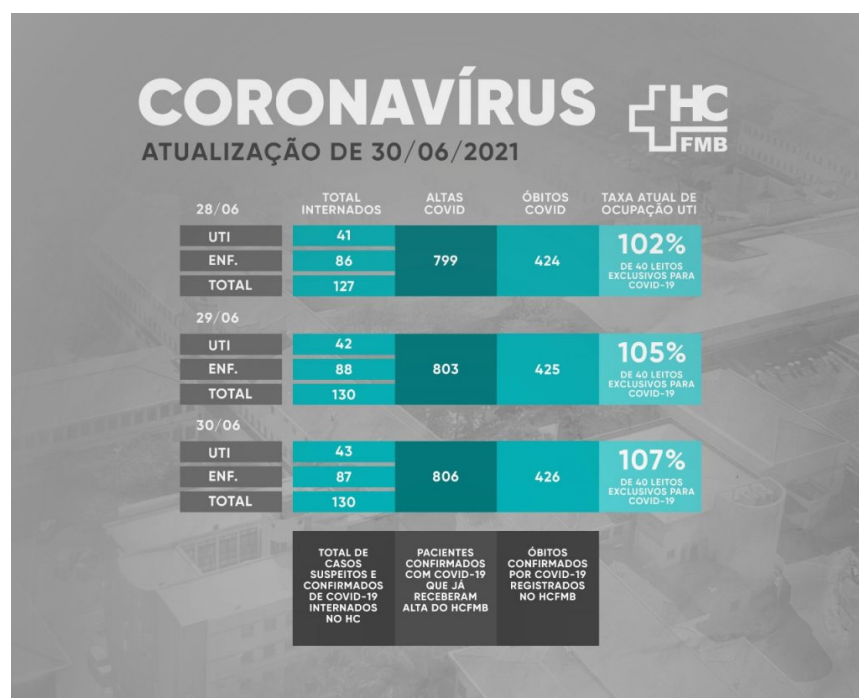 CORONAVÍRUS
HC
FMB
ATUALIZAÇÃO DE 30/06/2021
28/06
TOTAL
INTERNADOS
ALTAS
COVID
ÓBITOS
COVID
TAXA ATUAL DE
OCUPAÇÃO UTI
UTI
41
ENF.
86
TOTAL
127
799
424
102%
DE 40 LEITOS
EXCLUSIVOS PARA
COVID-19
29/06
UTI
42
ENF.
88
TOTAL
130
803
425
105%
DE 40 LEITOS
EXCLUSIVOS PARA
COVID-19
30/06
UTI
43
ENF.
87
TOTAL
130
806
426
107%
DE 40 LEITOS
EXCLUSIVOS PARA
COVID-19
TOTAL DE
CASOS
SUSPEITOS E
CONFIRMADOS
DE COVID-19
INTERNADOS
NO HC
PACIENTES
CONFIRMADOS
COM COVID-19
QUE JÁ
RECEBERAM
ALTA DO HCFMB
ÓBITOS
CONFIRMADOS
POR COVID-19
REGISTRADOS
NO HCFMB